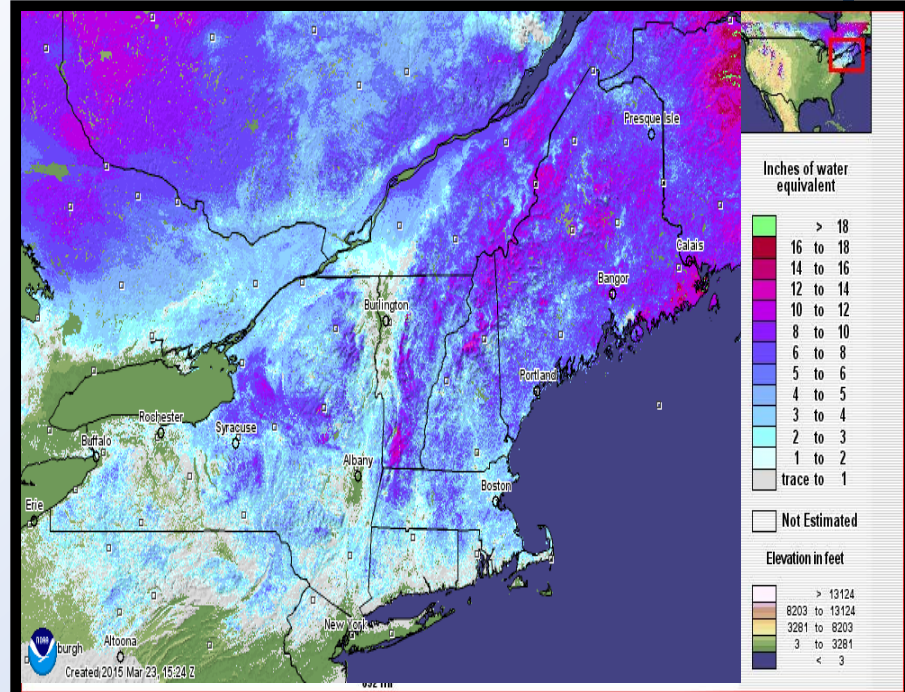 Presque Isle
Calais
Bangor
Burlington
Portland
Rochester
Syracuse
Buffalo
Albany
Boston
Erie
New York
burgh
Altoona
noaa
Created 2015 Mar 23, 15:24 Z
Inches of water
equivalent
> 18
16 to 18
14 to 16
12 to 14
10 to 12
8 to 10
6 to 8
5 to 6
4 to 5
3 to 4
2 to 3
1 to 2
trace to 1
Not Estimated
Elevation in feet
> 13124
8203 to 13124
3281 to 8203
3 to 3281
< 3